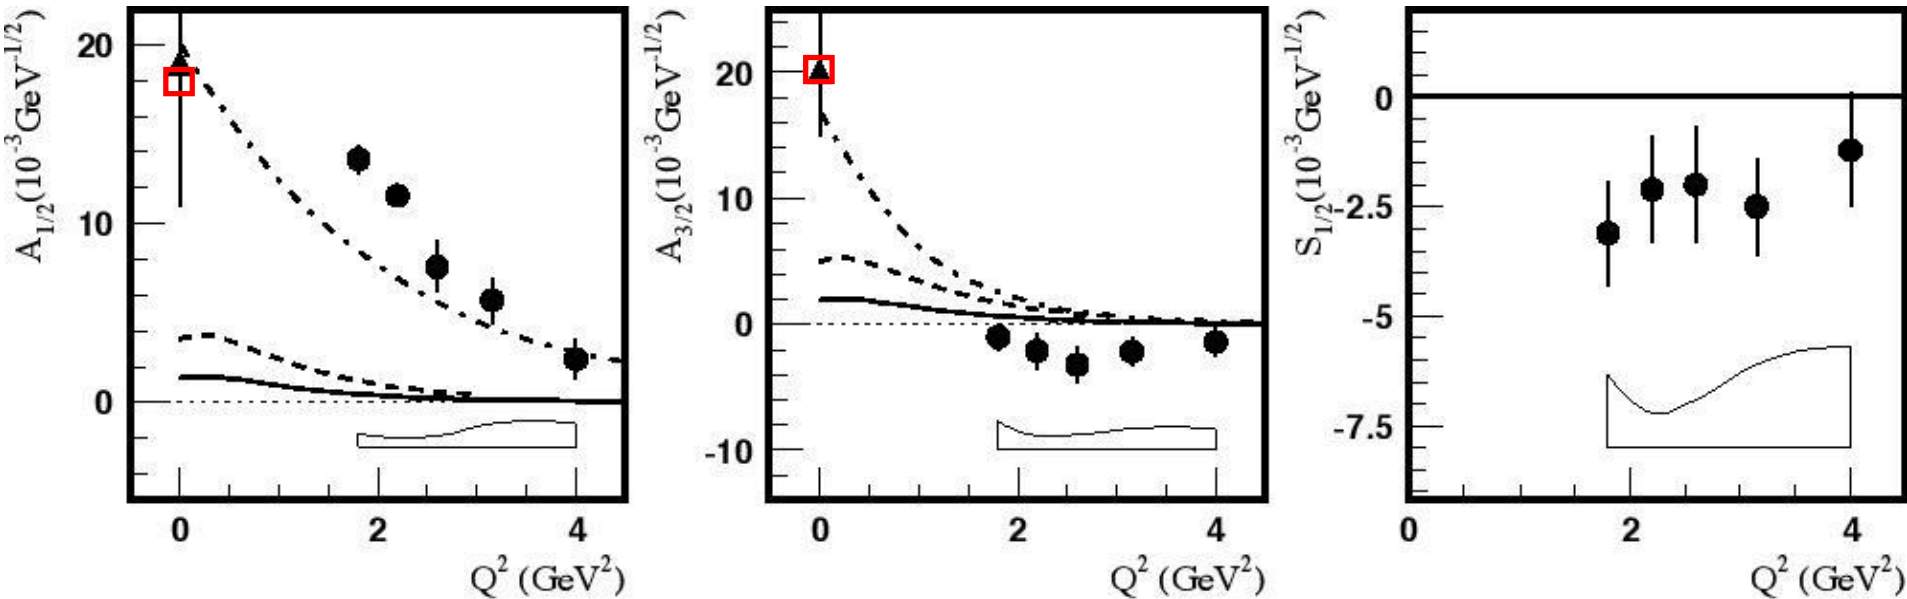 A1/2(10-3GeV-1/2)
20
10
0
0 2 4
Q2 (GeV2)
A3/2(10-3GeV-1/2)
20
10
0
-10
0 2 4
Q2 (GeV2)
S1/2(10-3GeV-1/2)
0
-2.5
-5
-7.5
0 2 4
Q2 (GeV2)